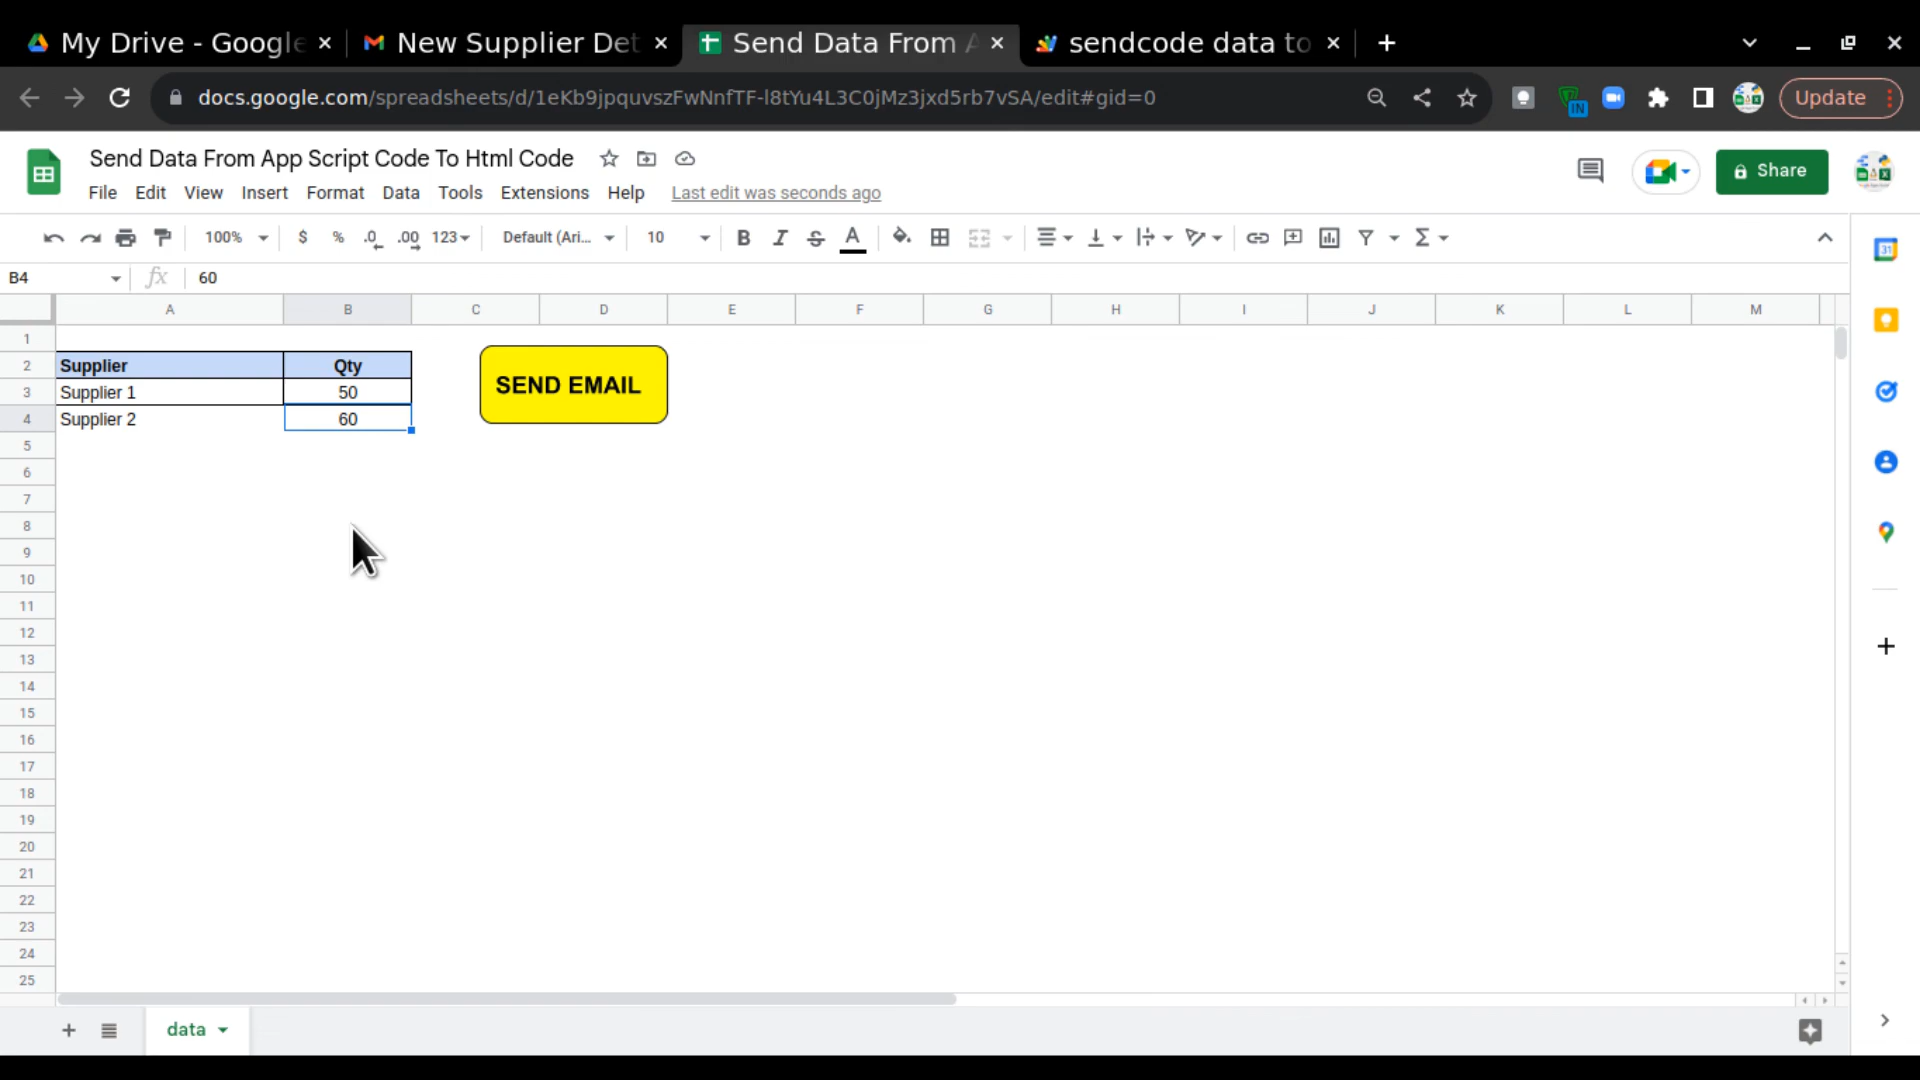 My Drive - Google
New Supplier Det
Send Data From A
sendcode data to
docs.google.com/spreadsheets/d/1eKb9jpquvszFwNnfTF-l8tYu4L3C0jMz3jxd5rb7vSA/edit#gid=0
IN
Update
Send Data From App Script Code To Html Code
File Edit View Insert Format Data Tools Extensions Help Last edit was seconds ago
Share
100% $ % .0 .00 123 Default (Ari... 10 B I S A Σ
31
B4 fx 60
A B C D E F G H I J K L M
1
2 Supplier Qty
3 Supplier 1 50
4 Supplier 2 60
SEND EMAIL
5
6
7
8
9
10
11
12
13
14
15
16
17
18
19
20
21
22
23
24
25
data